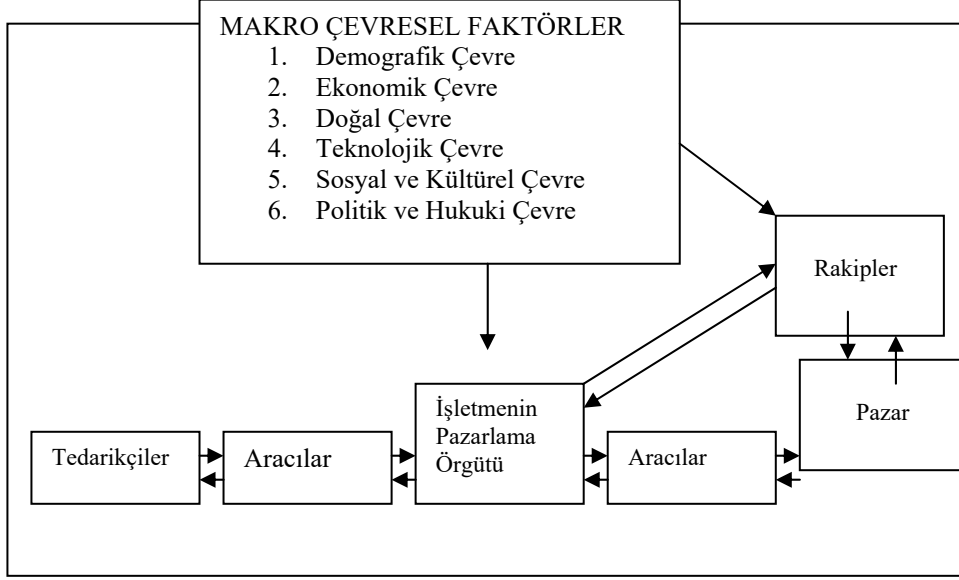 MAKRO ÇEVRESEL FAKTÖRLER
1. Demografik Çevre
2. Ekonomik Çevre
3. Doğal Çevre
4. Teknolojik Çevre
5. Sosyal ve Kültürel Çevre
6. Politik ve Hukuki Çevre
Rakipler
Pazar
İşletmenin
Pazarlama
Örgütü
Tedarikçiler
Aracılar
Aracılar